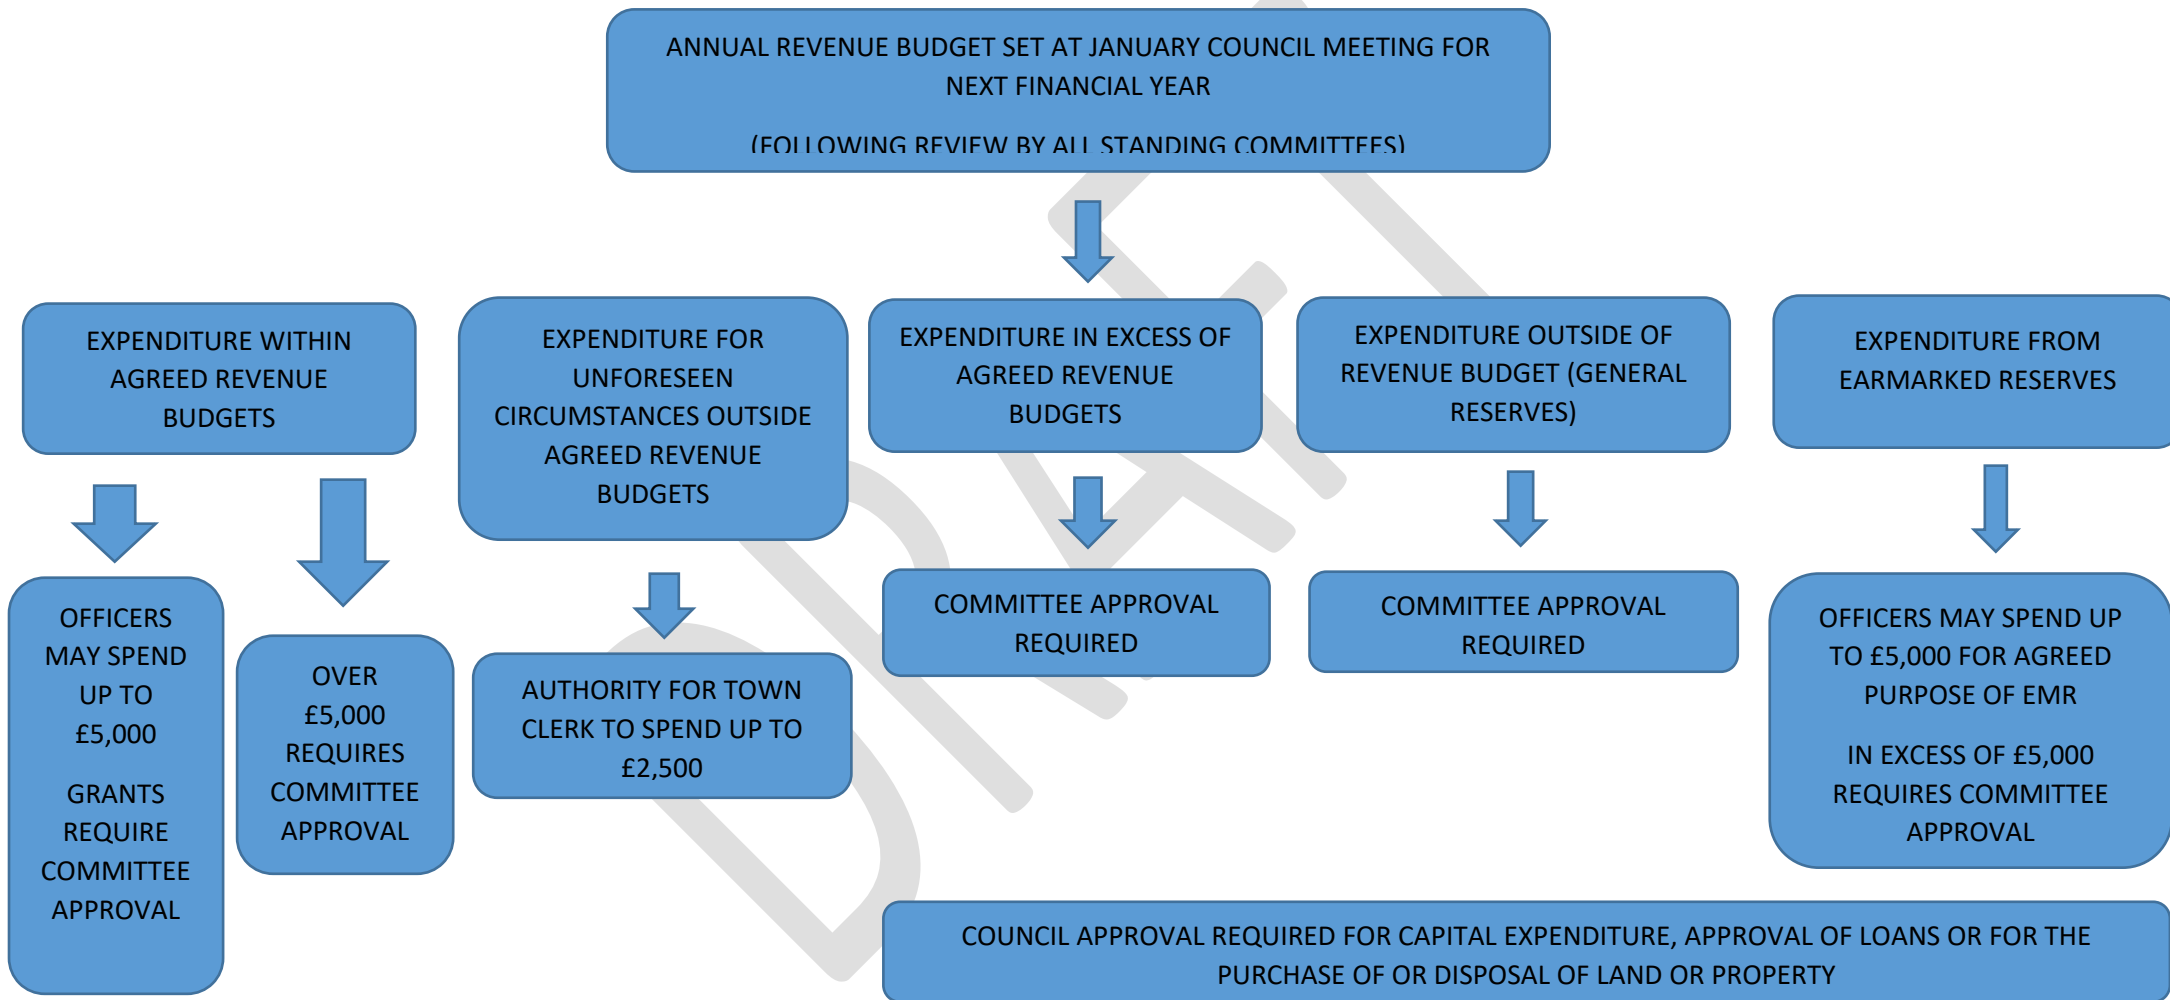 ANNUAL REVENUE BUDGET SET AT JANUARY COUNCIL MEETING FOR
NEXT FINANCIAL YEAR
(FOLLOWING REVIEW BY ALL STANDING COMMITTEES)
EXPENDITURE WITHIN
AGREED REVENUE
BUDGETS
EXPENDITURE FOR
UNFORESEEN
CIRCUMSTANCES OUTSIDE
AGREED REVENUE
BUDGETS
EXPENDITURE IN EXCESS OF
AGREED REVENUE
BUDGETS
EXPENDITURE OUTSIDE OF
REVENUE BUDGET (GENERAL
RESERVES)
EXPENDITURE FROM
EARMARKED RESERVES
OFFICERS
MAY SPEND
UP TO
£5,000
GRANTS
REQUIRE
COMMITTEE
APPROVAL
OVER
£5,000
REQUIRES
COMMITTEE
APPROVAL
AUTHORITY FOR TOWN
CLERK TO SPEND UP TO
£2,500
COMMITTEE APPROVAL
REQUIRED
COMMITTEE APPROVAL
REQUIRED
OFFICERS MAY SPEND UP
TO £5,000 FOR AGREED
PURPOSE OF EMR
IN EXCESS OF £5,000
REQUIRES COMMITTEE
APPROVAL
COUNCIL APPROVAL REQUIRED FOR CAPITAL EXPENDITURE, APPROVAL OF LOANS OR FOR THE
PURCHASE OF OR DISPOSAL OF LAND OR PROPERTY
DRAFT